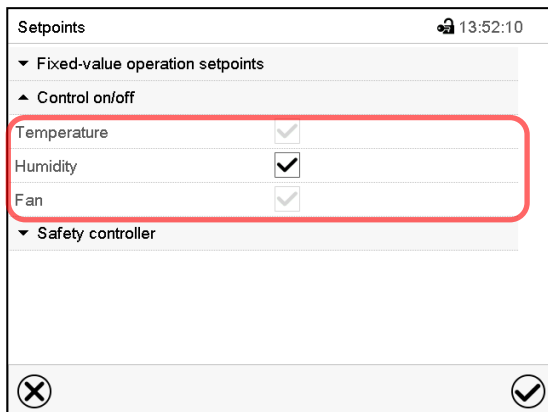 Setpoints 13:52:10
Fixed-value operation setpoints
Control on/off
Temperature
Humidity
Fan
Safety controller